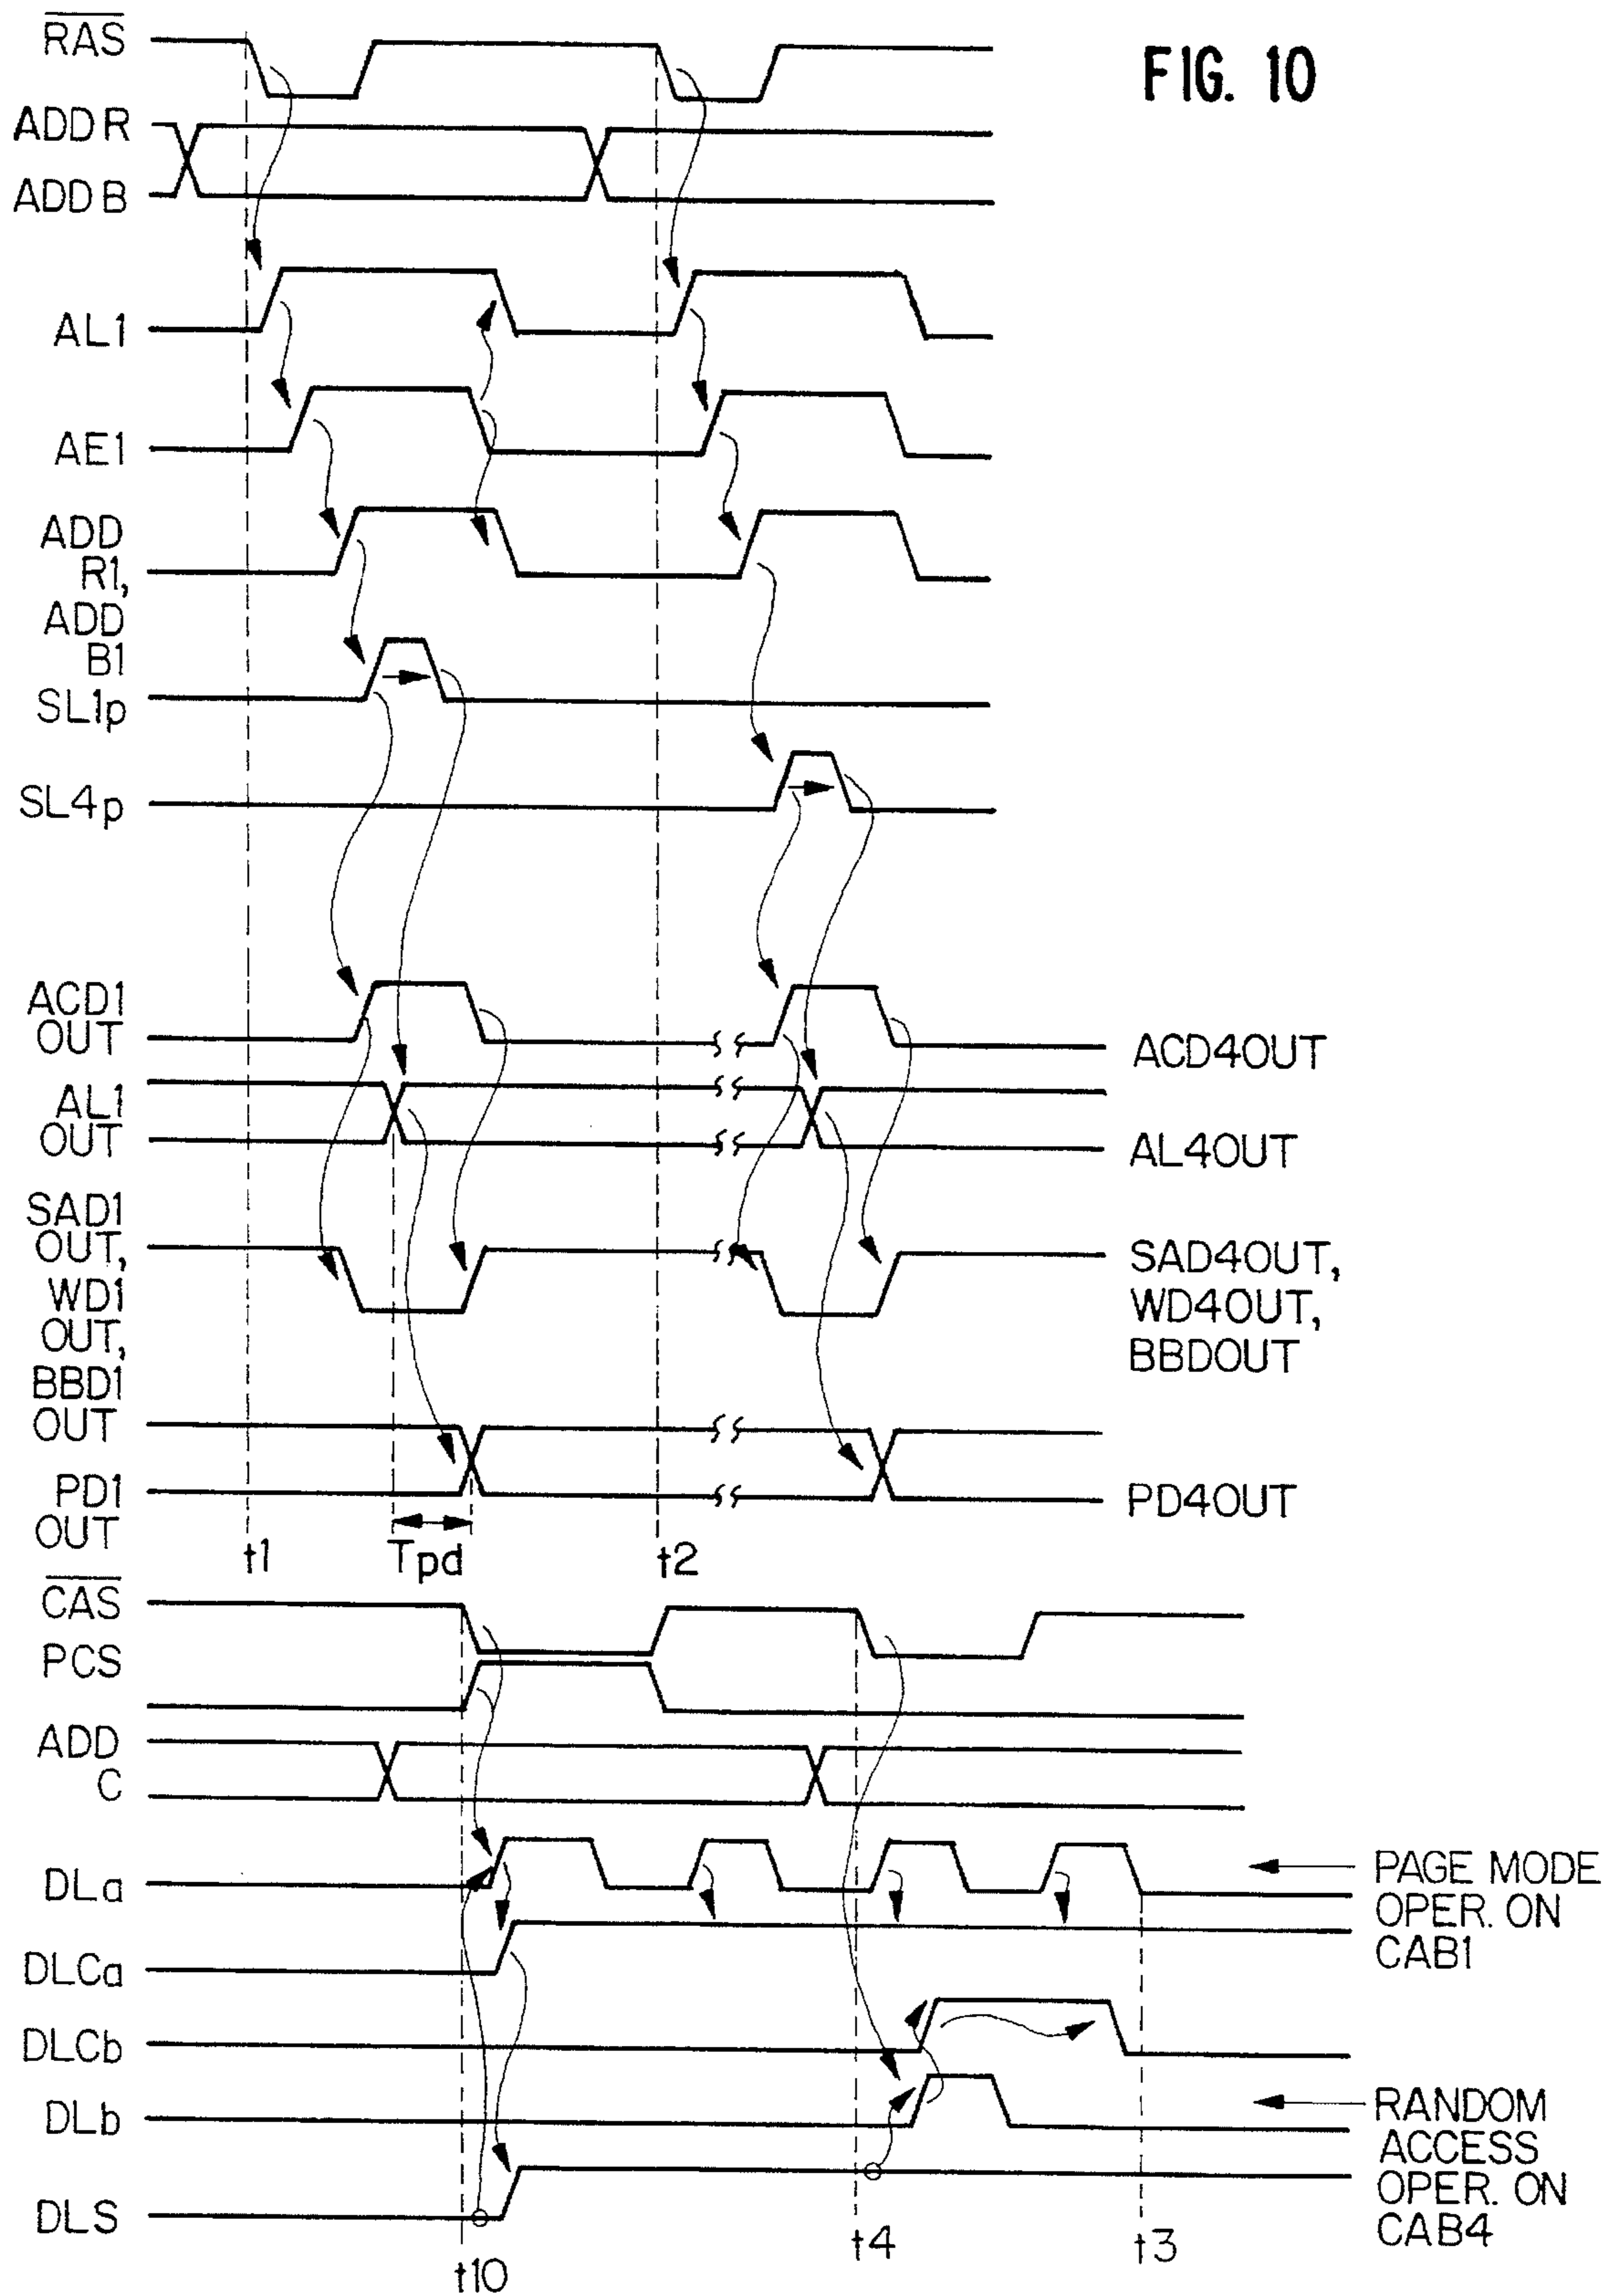 RAS
FIG. 10
ADD R
ADD B
AL1
AE1
ADD
R1,
ADD
B1
SL1p
SL4p
ACD1
OUT
ACD4OUT
AL1
OUT
AL4OUT
SAD1
OUT,
WD1
OUT,
BBD1
OUT
SAD4OUT,
WD4OUT,
BBDOUT
PD1
OUT
PD4OUT
t1
Tpd
t2
CAS
PCS
ADD
C
DLa
PAGE MODE
OPER. ON
CAB1
DLCa
DLCb
DLb
RANDOM
ACCESS
OPER. ON
CAB4
DLS
t10
t4
t3